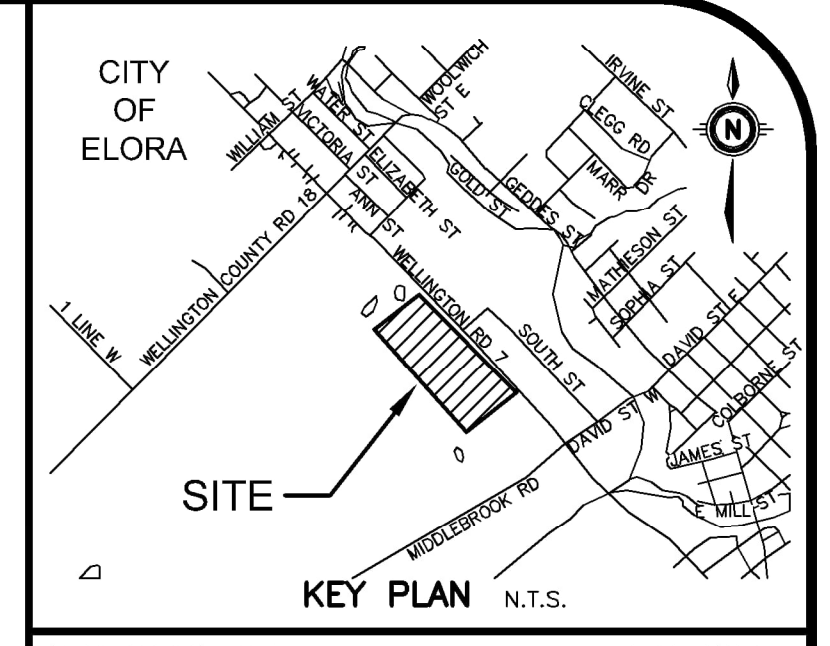 CITY
OF
ELORA
WILLIAM ST
WATER ST
VICTORIA ST
ELIZABETH ST
ANN ST
WOOLWICH
ST E
IRVINE ST
CLEGG RD
MARR DR
N
GOLD ST
GEDDES ST
MATHIESON ST
SOPHIA ST
WELLINGTON COUNTY RD 18
1 LINE W
WELLINGTON RD 7
SOUTH ST
DAVID ST E
DAVID ST W
COLBORNE ST
JAMES ST
E MILL ST
MIDDLEBROOK RD
SITE
KEY PLAN N.T.S.